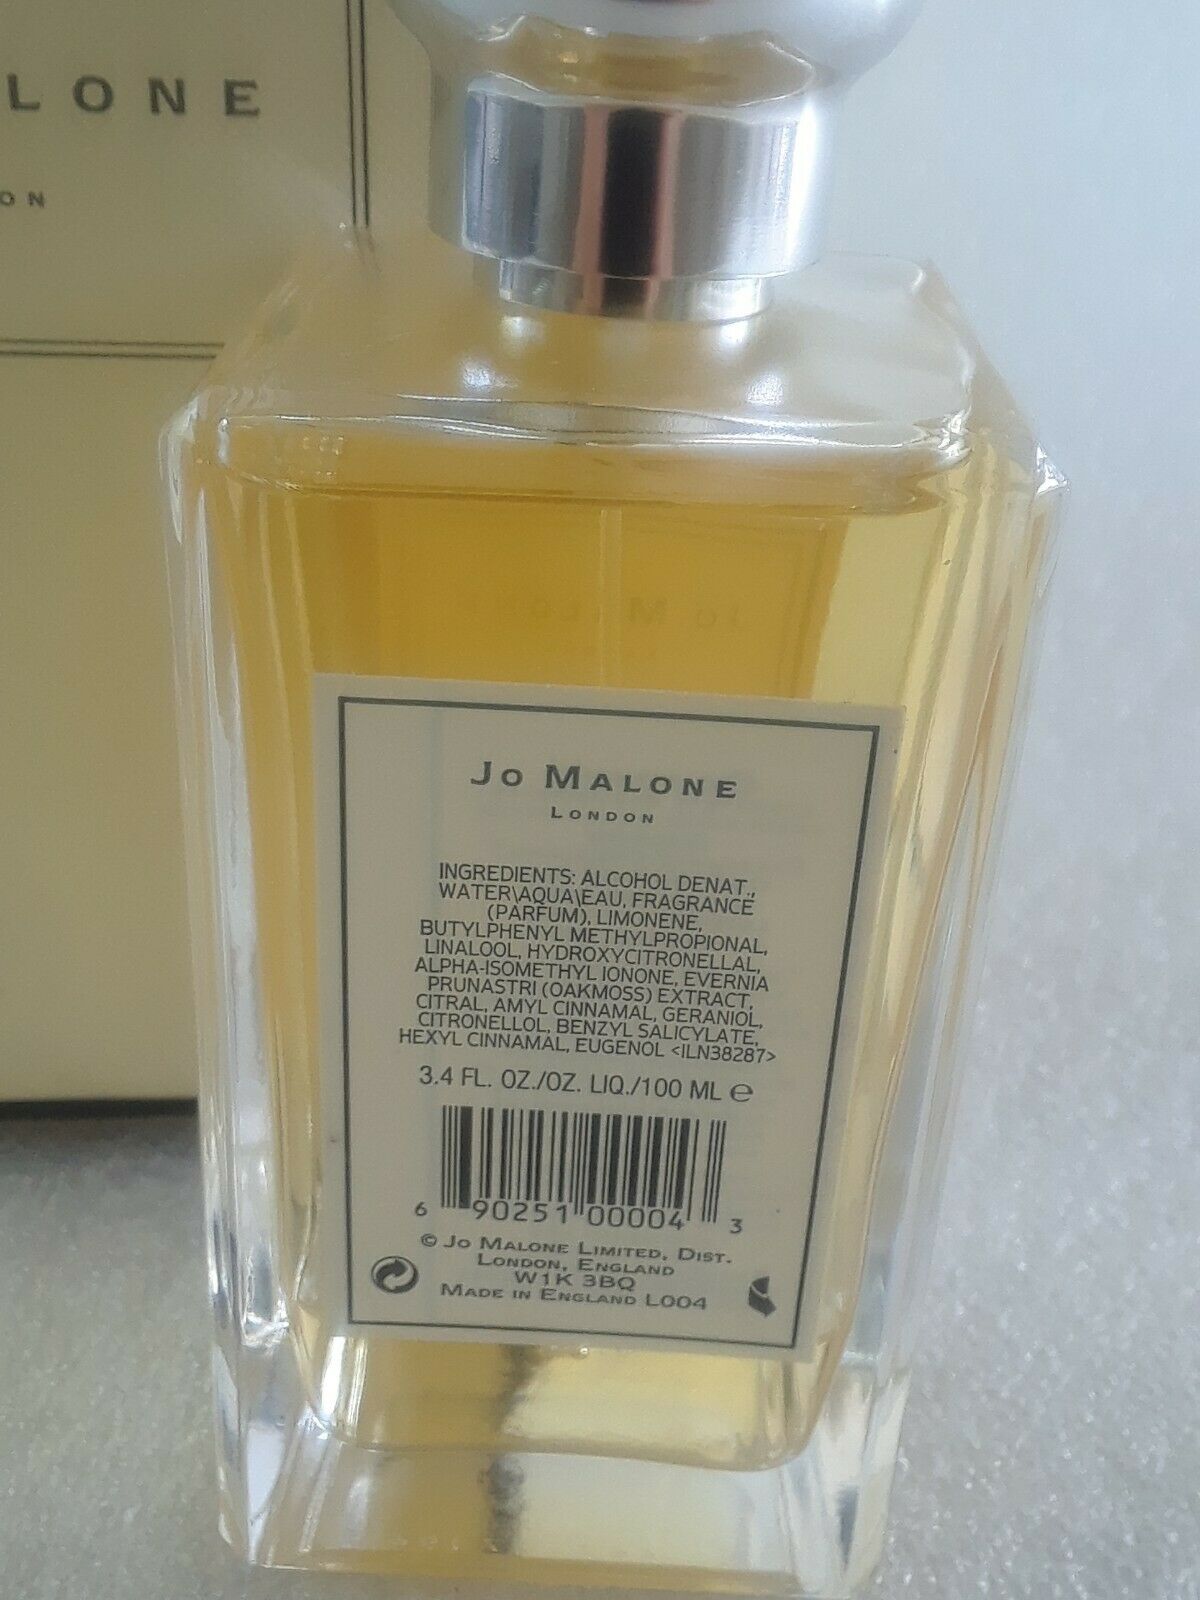 LONE
ON
JO MALONE
LONDON
INGREDIENTS: ALCOHOL DENAT.,
WATER\AQUA\EAU, FRAGRANCE
(PARFUM), LIMONENE,
BUTYLPHENYL METHYLPROPIONAL,
LINALOOL, HYDROXYCITRONELLAL,
ALPHA-ISOMETHYL IONONE, EVERNIA
PRUNASTRI (OAKMOSS) EXTRACT,
CITRAL, AMYL CINNAMAL, GERANIOL,
CITRONELLOL, BENZYL SALICYLATE,
HEXYL CINNAMAL, EUGENOL <ILN38287>
3.4 FL. OZ./OZ. LIQ./100 ML ℮
6 90251 00004 3
© JO MALONE LIMITED, DIST.
LONDON, ENGLAND
W1K 3BQ
MADE IN ENGLAND L004